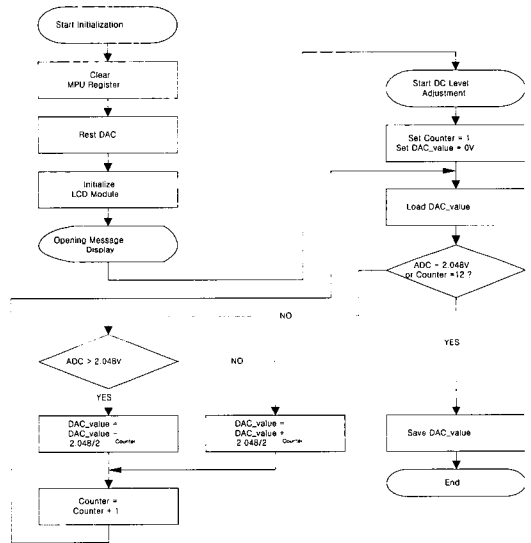 Start Initialization
Clear
MPU Register
Rest DAC
Initialize
LCD Module
Opening Message
Display
Start DC Level
Adjustment
Set Counter = 1
Set DAC_value = 0V
Load DAC_value
ADC = 2.048V
or Counter =12 ?
NO
YES
ADC > 2.048V
NO
YES
DAC_value =
DAC_value -
2.048/2 Counter
DAC_value =
DAC_value +
2.048/2 Counter
Counter =
Counter + 1
Save DAC_value
End